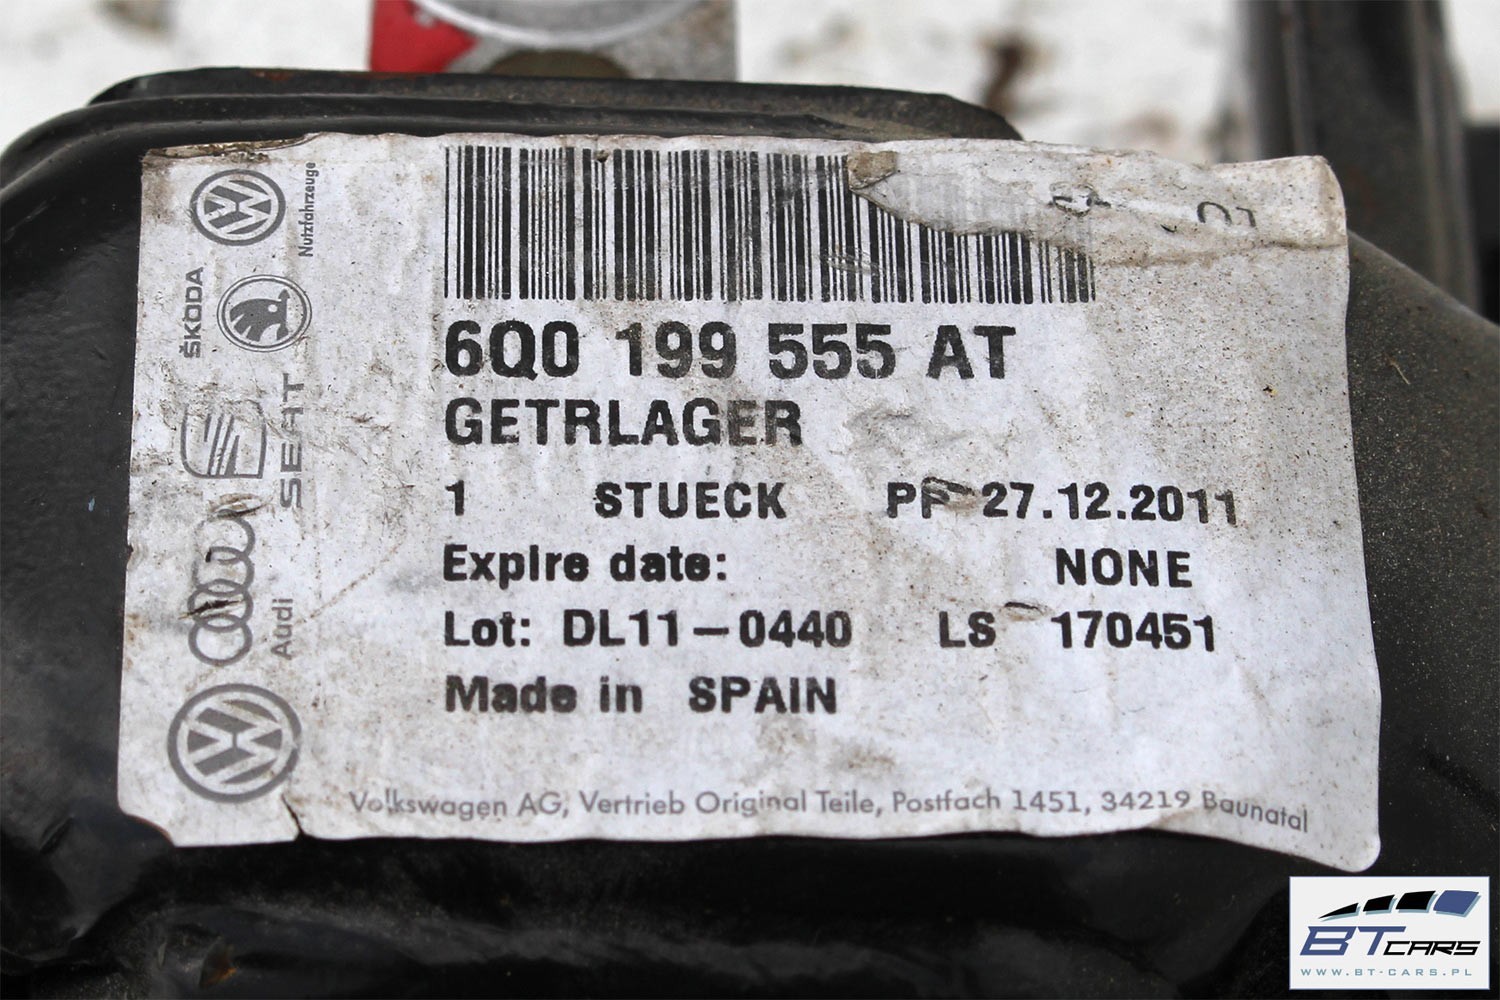 Nutzfahrzeuge
ŠKODA
SEAT
Audi
6Q0 199 555 AT
GETRLAGER
1 STUECK 27.12.2011
Expire date: NONE
Lot: DL11-0440 LS 170451
Made in SPAIN
Volkswagen AG, Vertrieb Original Teile, Postfach 1451, 34219 Baunatal
BT CARS
WWW.BT-CARS.PL